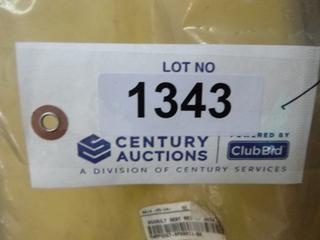 LOT NO
1343
CENTURY
AUCTIONS
POWERED BY
ClubBid
A DIVISION OF CENTURY SERVICES